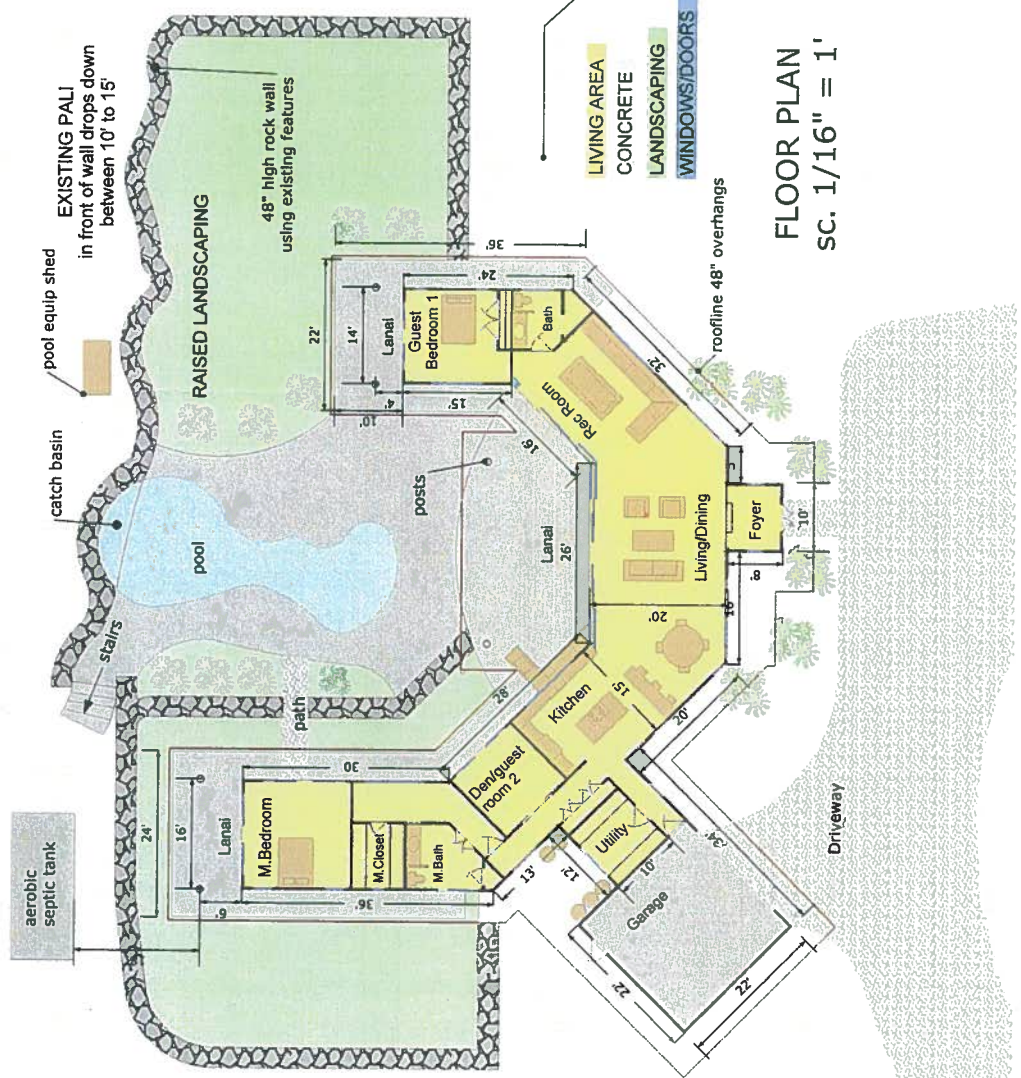 EXISTING PALI
in front of wall drops down
between 10' to 15'
pool equip shed
catch basin
RAISED LANDSCAPING
48" high rock wall
using existing features
stairs
pool
path
posts
aerobic
septic tank
24'
16'
Lanai
30
M.Bedroom
M.Closet
M.Bath
36'
6'
28'
Den/guest
room 2
Kitchen
15'
20'
13'
12'
10'
Utility
34'
Garage
22'
22'
Driveway
Lanai
26'
16'
20'
16
Living/Dining
Foyer
8'
10'
Rec Room
32'
22'
14'
Lanai
10'
4'
15'
Guest
Bedroom 1
Bath
24'
36'
roofline 48" overhangs
LIVING AREA
CONCRETE
LANDSCAPING
WINDOWS/DOORS
FLOOR PLAN
sc. 1/16" = 1'